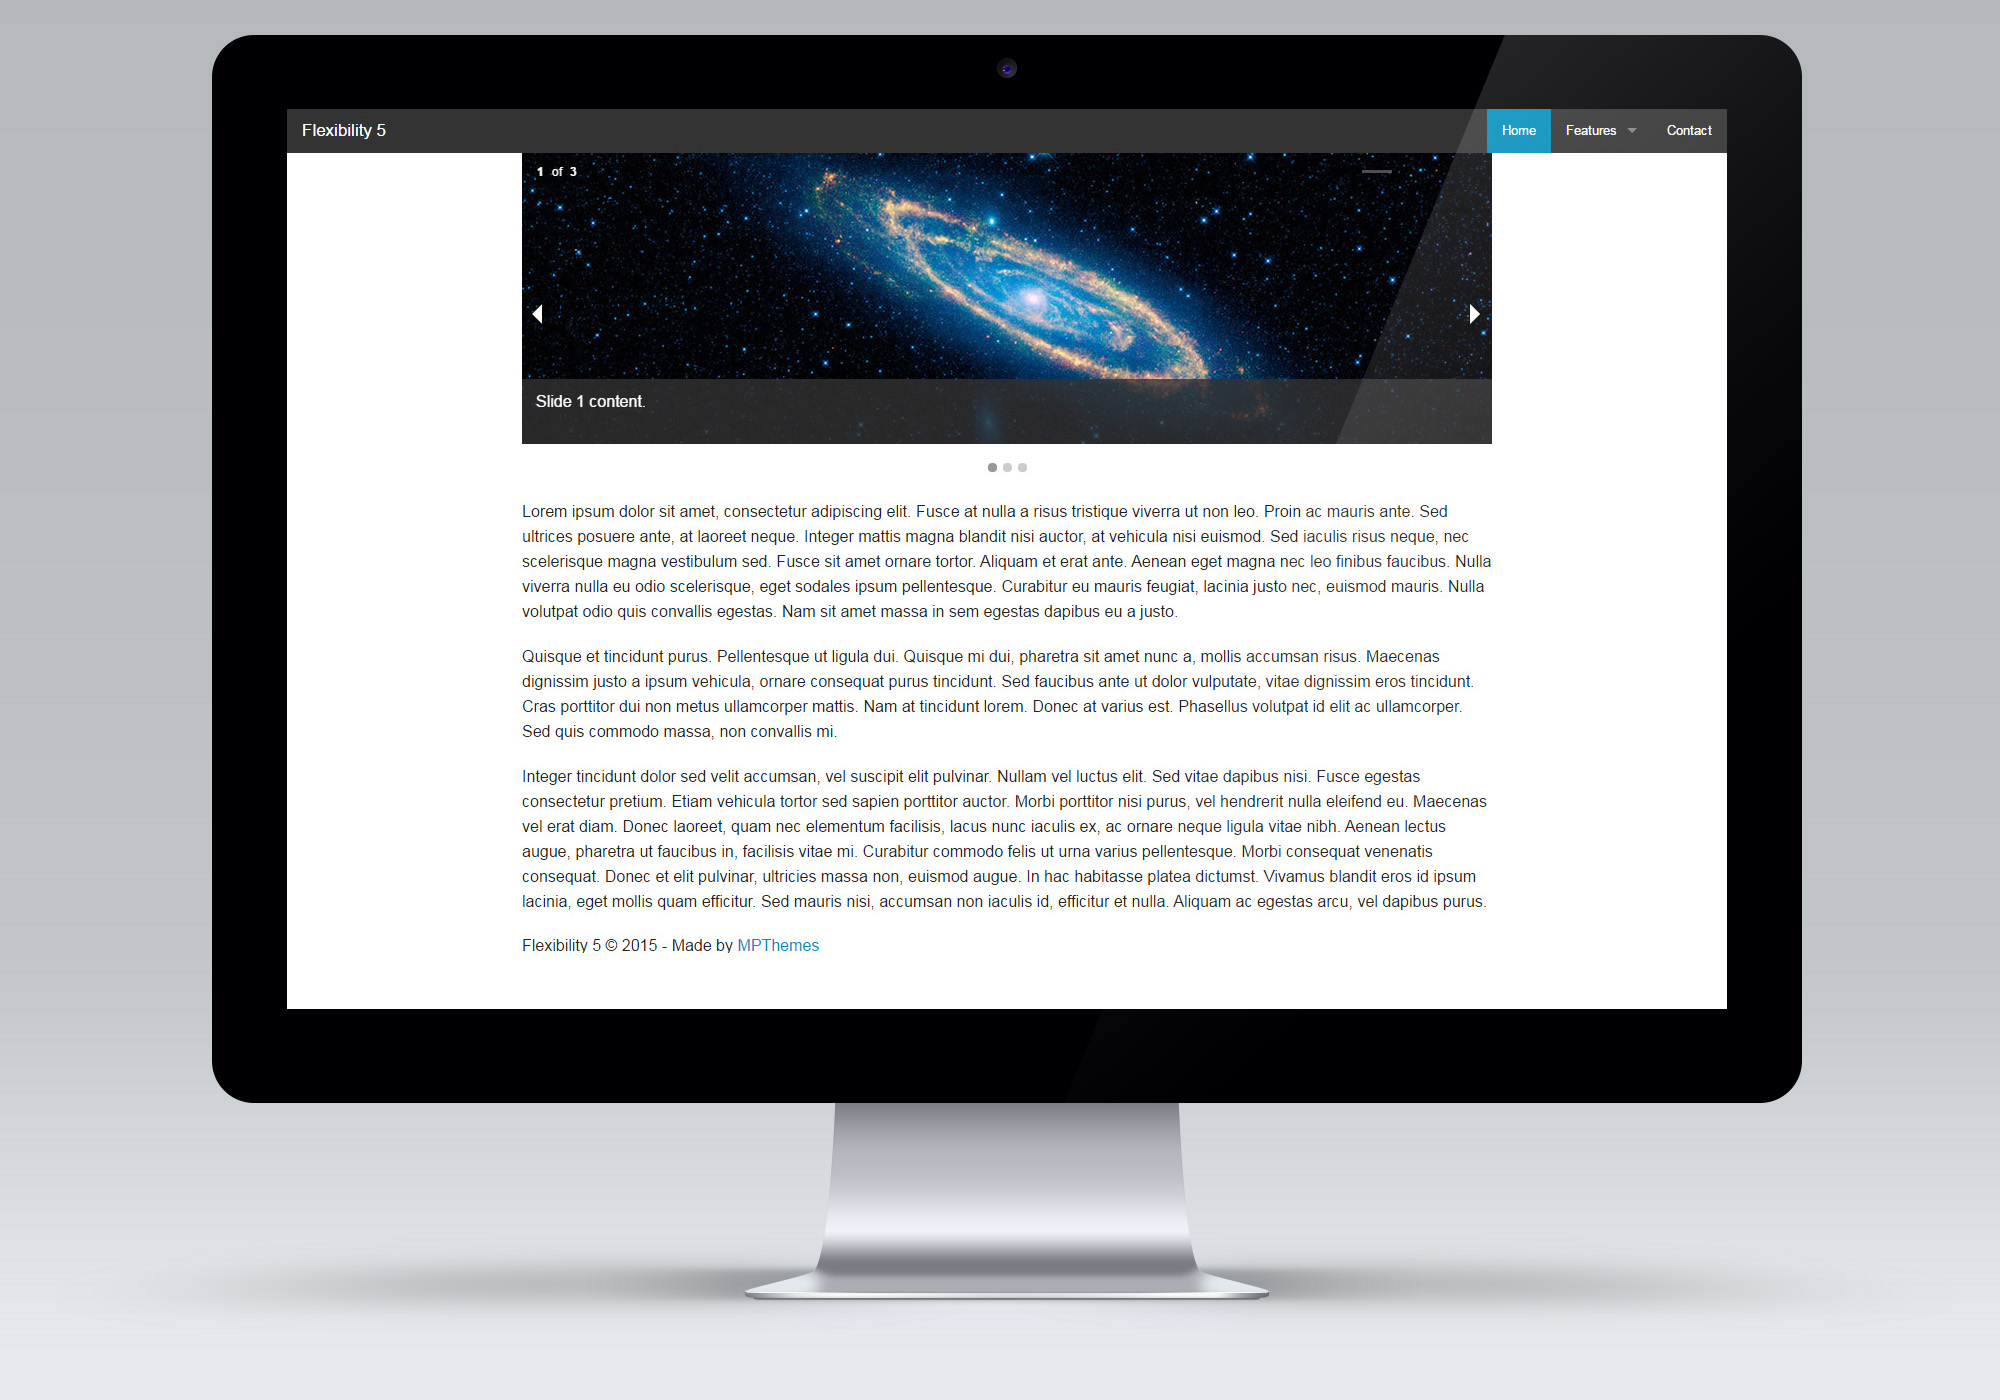 Flexibility 5
Home Features Contact
1 of 3
Slide 1 content.
Lorem ipsum dolor sit amet, consectetur adipiscing elit. Fusce at nulla a risus tristique viverra ut non leo. Proin ac mauris ante. Sed
ultrices posuere ante, at laoreet neque. Integer mattis magna blandit nisi auctor, at vehicula nisi euismod. Sed iaculis risus neque, nec
scelerisque magna vestibulum sed. Fusce sit amet ornare tortor. Aliquam et erat ante. Aenean eget magna nec leo finibus faucibus. Nulla
viverra nulla eu odio scelerisque, eget sodales ipsum pellentesque. Curabitur eu mauris feugiat, lacinia justo nec, euismod mauris. Nulla
volutpat odio quis convallis egestas. Nam sit amet massa in sem egestas dapibus eu a justo.
Quisque et tincidunt purus. Pellentesque ut ligula dui. Quisque mi dui, pharetra sit amet nunc a, mollis accumsan risus. Maecenas
dignissim justo a ipsum vehicula, ornare consequat purus tincidunt. Sed faucibus ante ut dolor vulputate, vitae dignissim eros tincidunt.
Cras porttitor dui non metus ullamcorper mattis. Nam at tincidunt lorem. Donec at varius est. Phasellus volutpat id elit ac ullamcorper.
Sed quis commodo massa, non convallis mi.
Integer tincidunt dolor sed velit accumsan, vel suscipit elit pulvinar. Nullam vel luctus elit. Sed vitae dapibus nisi. Fusce egestas
consectetur pretium. Etiam vehicula tortor sed sapien porttitor auctor. Morbi porttitor nisi purus, vel hendrerit nulla eleifend eu. Maecenas
vel erat diam. Donec laoreet, quam nec elementum facilisis, lacus nunc iaculis ex, ac ornare neque ligula vitae nibh. Aenean lectus
augue, pharetra ut faucibus in, facilisis vitae mi. Curabitur commodo felis ut urna varius pellentesque. Morbi consequat venenatis
consequat. Donec et elit pulvinar, ultricies massa non, euismod augue. In hac habitasse platea dictumst. Vivamus blandit eros id ipsum
lacinia, eget mollis quam efficitur. Sed mauris nisi, accumsan non iaculis id, efficitur et nulla. Aliquam ac egestas arcu, vel dapibus purus.
Flexibility 5 © 2015 - Made by MPThemes